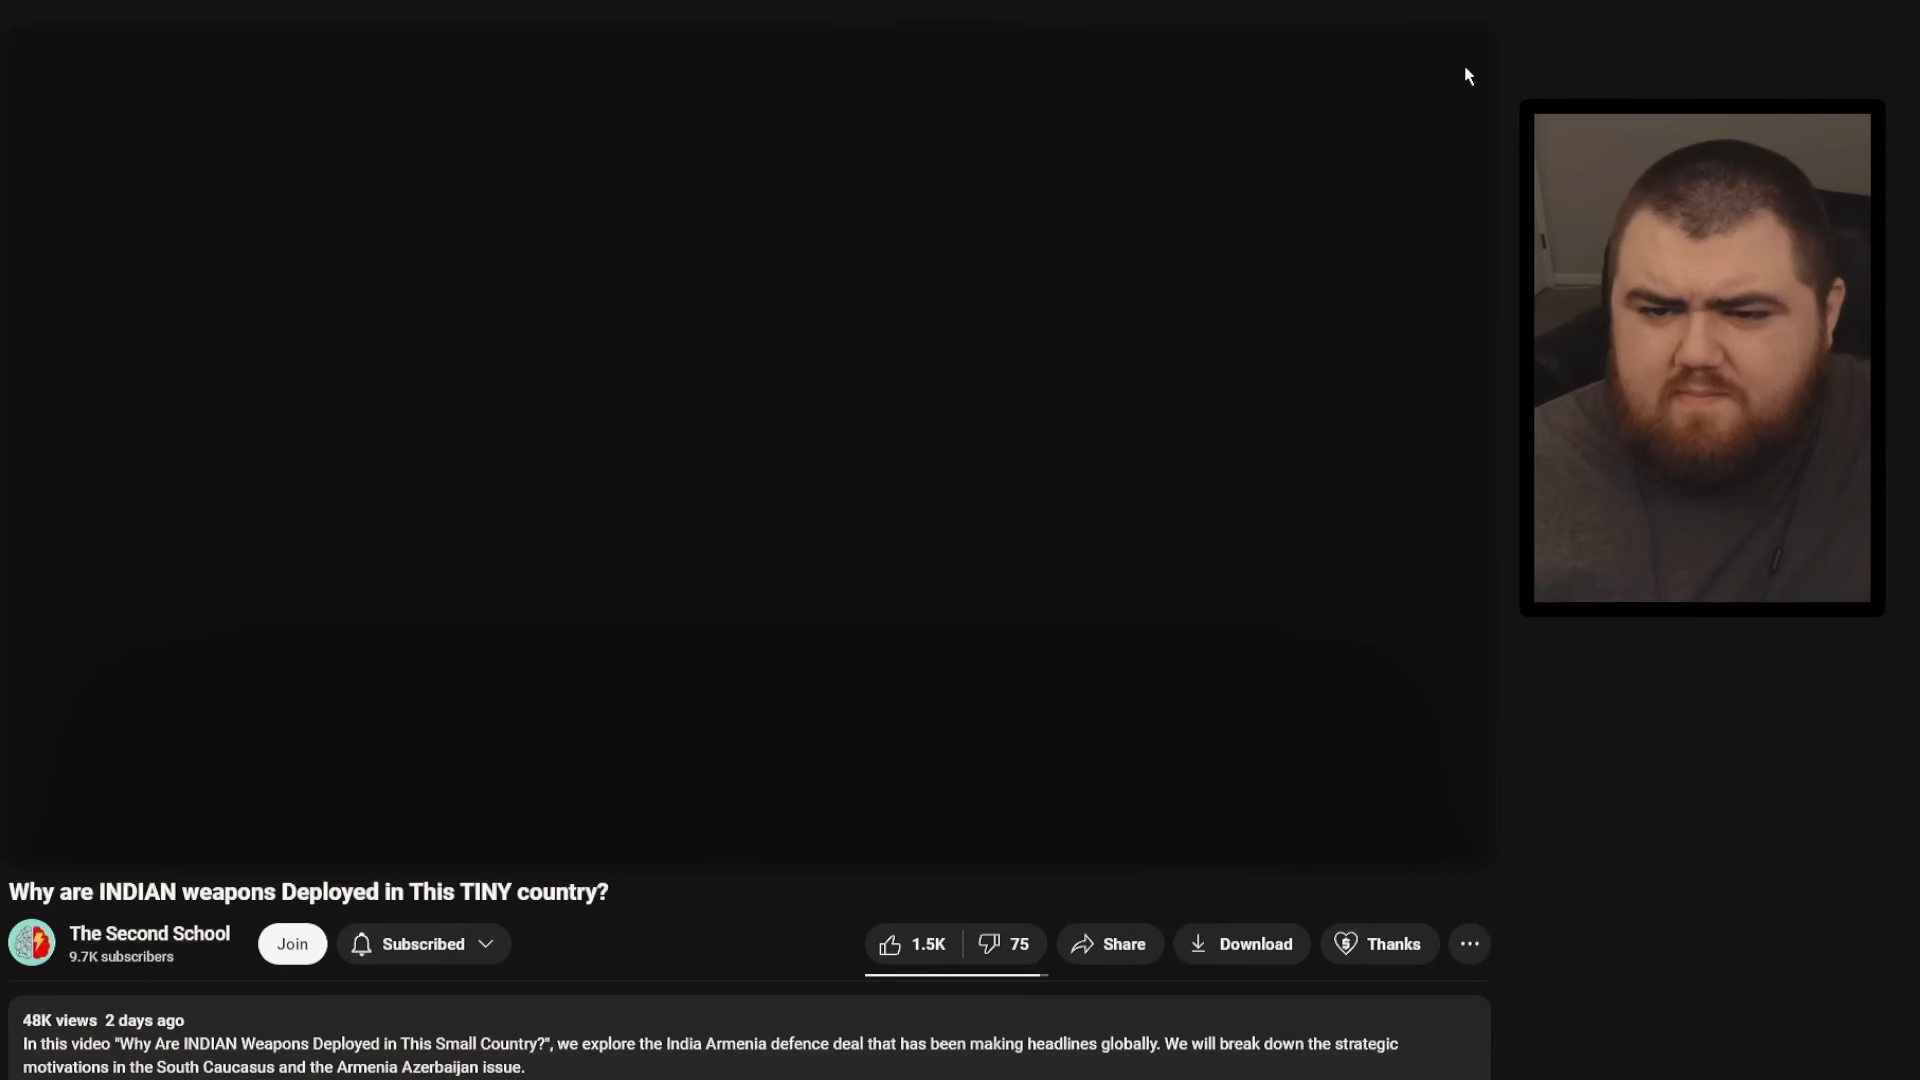 Why are INDIAN weapons Deployed in This TINY country?
The Second School
9.7K subscribers
Join
Subscribed
1.5K
75
Share
Download
Thanks
48K views 2 days ago
In this video "Why Are INDIAN Weapons Deployed in This Small Country?", we explore the India Armenia defence deal that has been making headlines globally. We will break down the strategic
motivations in the South Caucasus and the Armenia Azerbaijan issue.